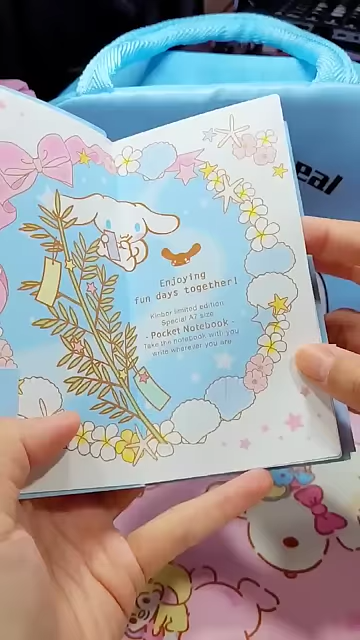 eal
Enjoying
fun days together!
Kinbor limited edition
Special A7 size
- Pocket Notebook -
Take the notebook with you
write wherever you are